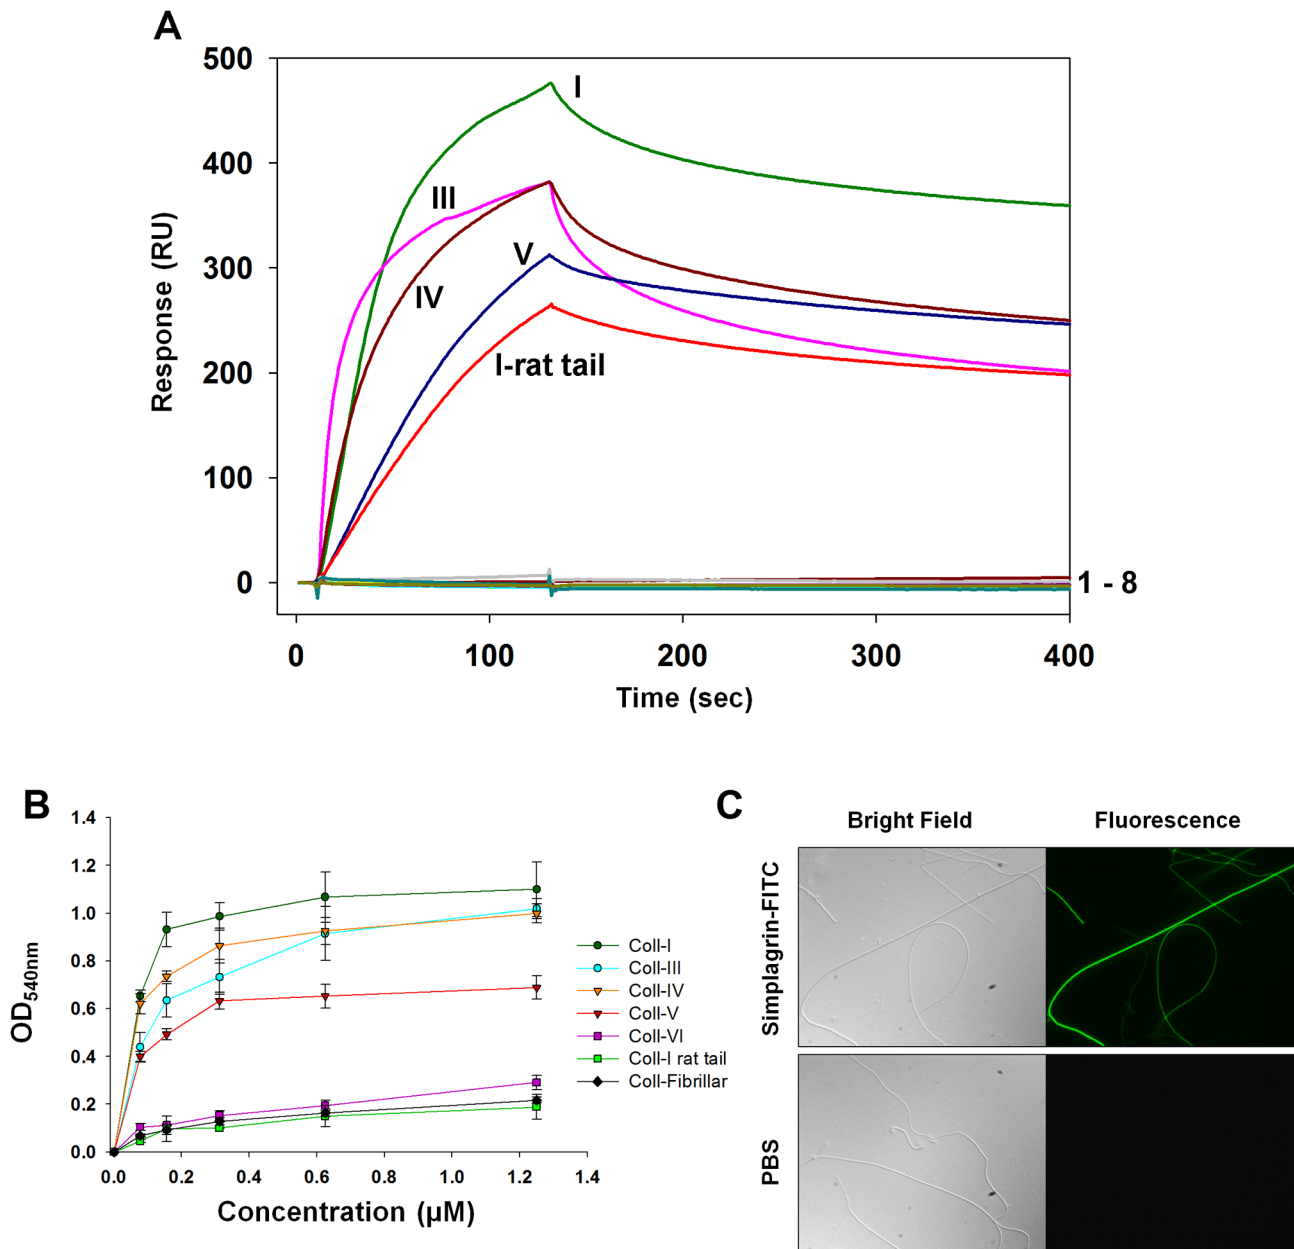 A
500
400
300
200
100
0
Response (RU)
I
III
IV
V
I-rat tail
1 - 8
0 100 200 300 400
Time (sec)
B
1.4
1.2
1.0
0.8
0.6
0.4
0.2
0.0
OD540nm
0.0 0.2 0.4 0.6 0.8 1.0 1.2 1.4
Concentration (µM)
Coll-I
Coll-III
Coll-IV
Coll-V
Coll-VI
Coll-I rat tail
Coll-Fibrillar
C
Bright Field Fluorescence
Simplagrin-FITC
PBS